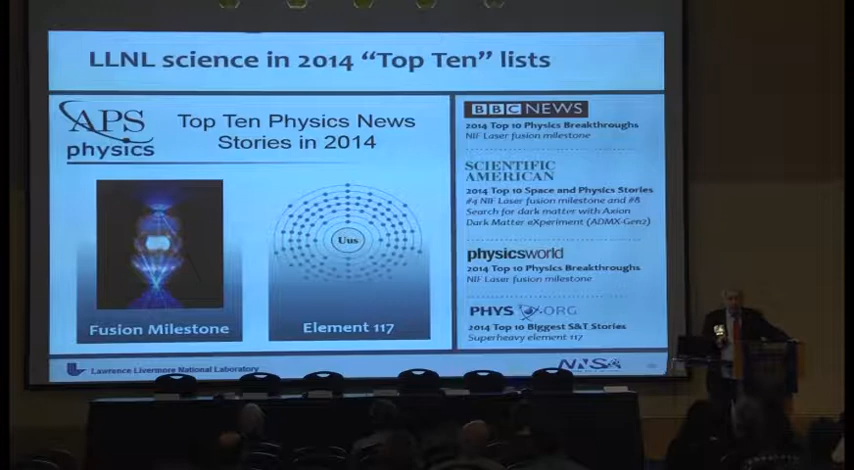 LLNL science in 2014 “Top Ten” lists
APS
physics
Top Ten Physics News
Stories in 2014
Uus
Fusion Milestone
Element 117
BBC NEWS
2014 Top 10 Physics Breakthroughs
NIF Laser fusion milestone
SCIENTIFIC
AMERICAN
2014 Top 10 Space and Physics Stories
#4 NIF Laser fusion milestone and #8
Search for dark matter with Axion
Dark Matter eXperiment (ADMX-Gen2)
physicsworld
2014 Top 10 Physics Breakthroughs
NIF Laser fusion milestone
PHYS ORG
2014 Top 10 Biggest S&T Stories
Superheavy element 117
Lawrence Livermore National Laboratory
NNSA